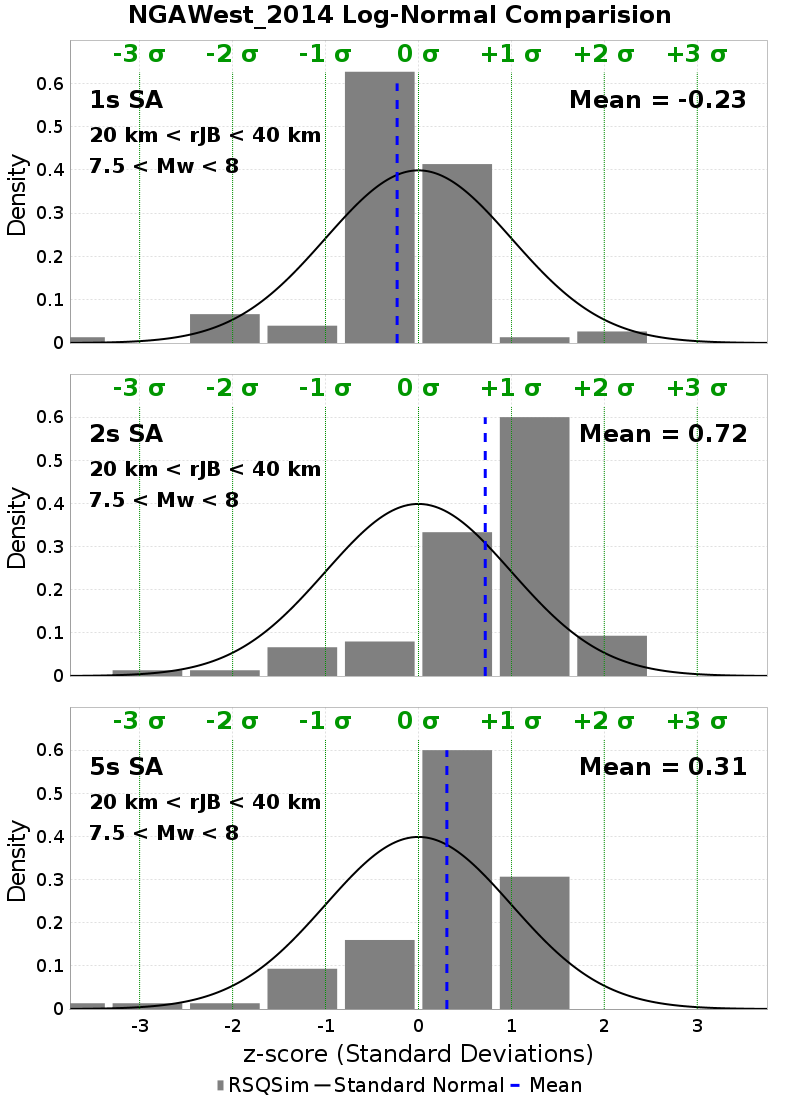 NGAWest_2014 Log-Normal Comparision
-3 σ -2 σ -1 σ 0 σ +1 σ +2 σ +3 σ
1s SA Mean = -0.23
20 km < rJB < 40 km
7.5 < Mw < 8
Density
0.6
0.5
0.4
0.3
0.2
0.1
0
-3 σ -2 σ -1 σ 0 σ +1 σ +2 σ +3 σ
2s SA Mean = 0.72
20 km < rJB < 40 km
7.5 < Mw < 8
Density
0.6
0.5
0.4
0.3
0.2
0.1
0
-3 σ -2 σ -1 σ 0 σ +1 σ +2 σ +3 σ
5s SA Mean = 0.31
20 km < rJB < 40 km
7.5 < Mw < 8
Density
0.6
0.5
0.4
0.3
0.2
0.1
0
-3 -2 -1 0 1 2 3
z-score (Standard Deviations)
RSQSim Standard Normal Mean